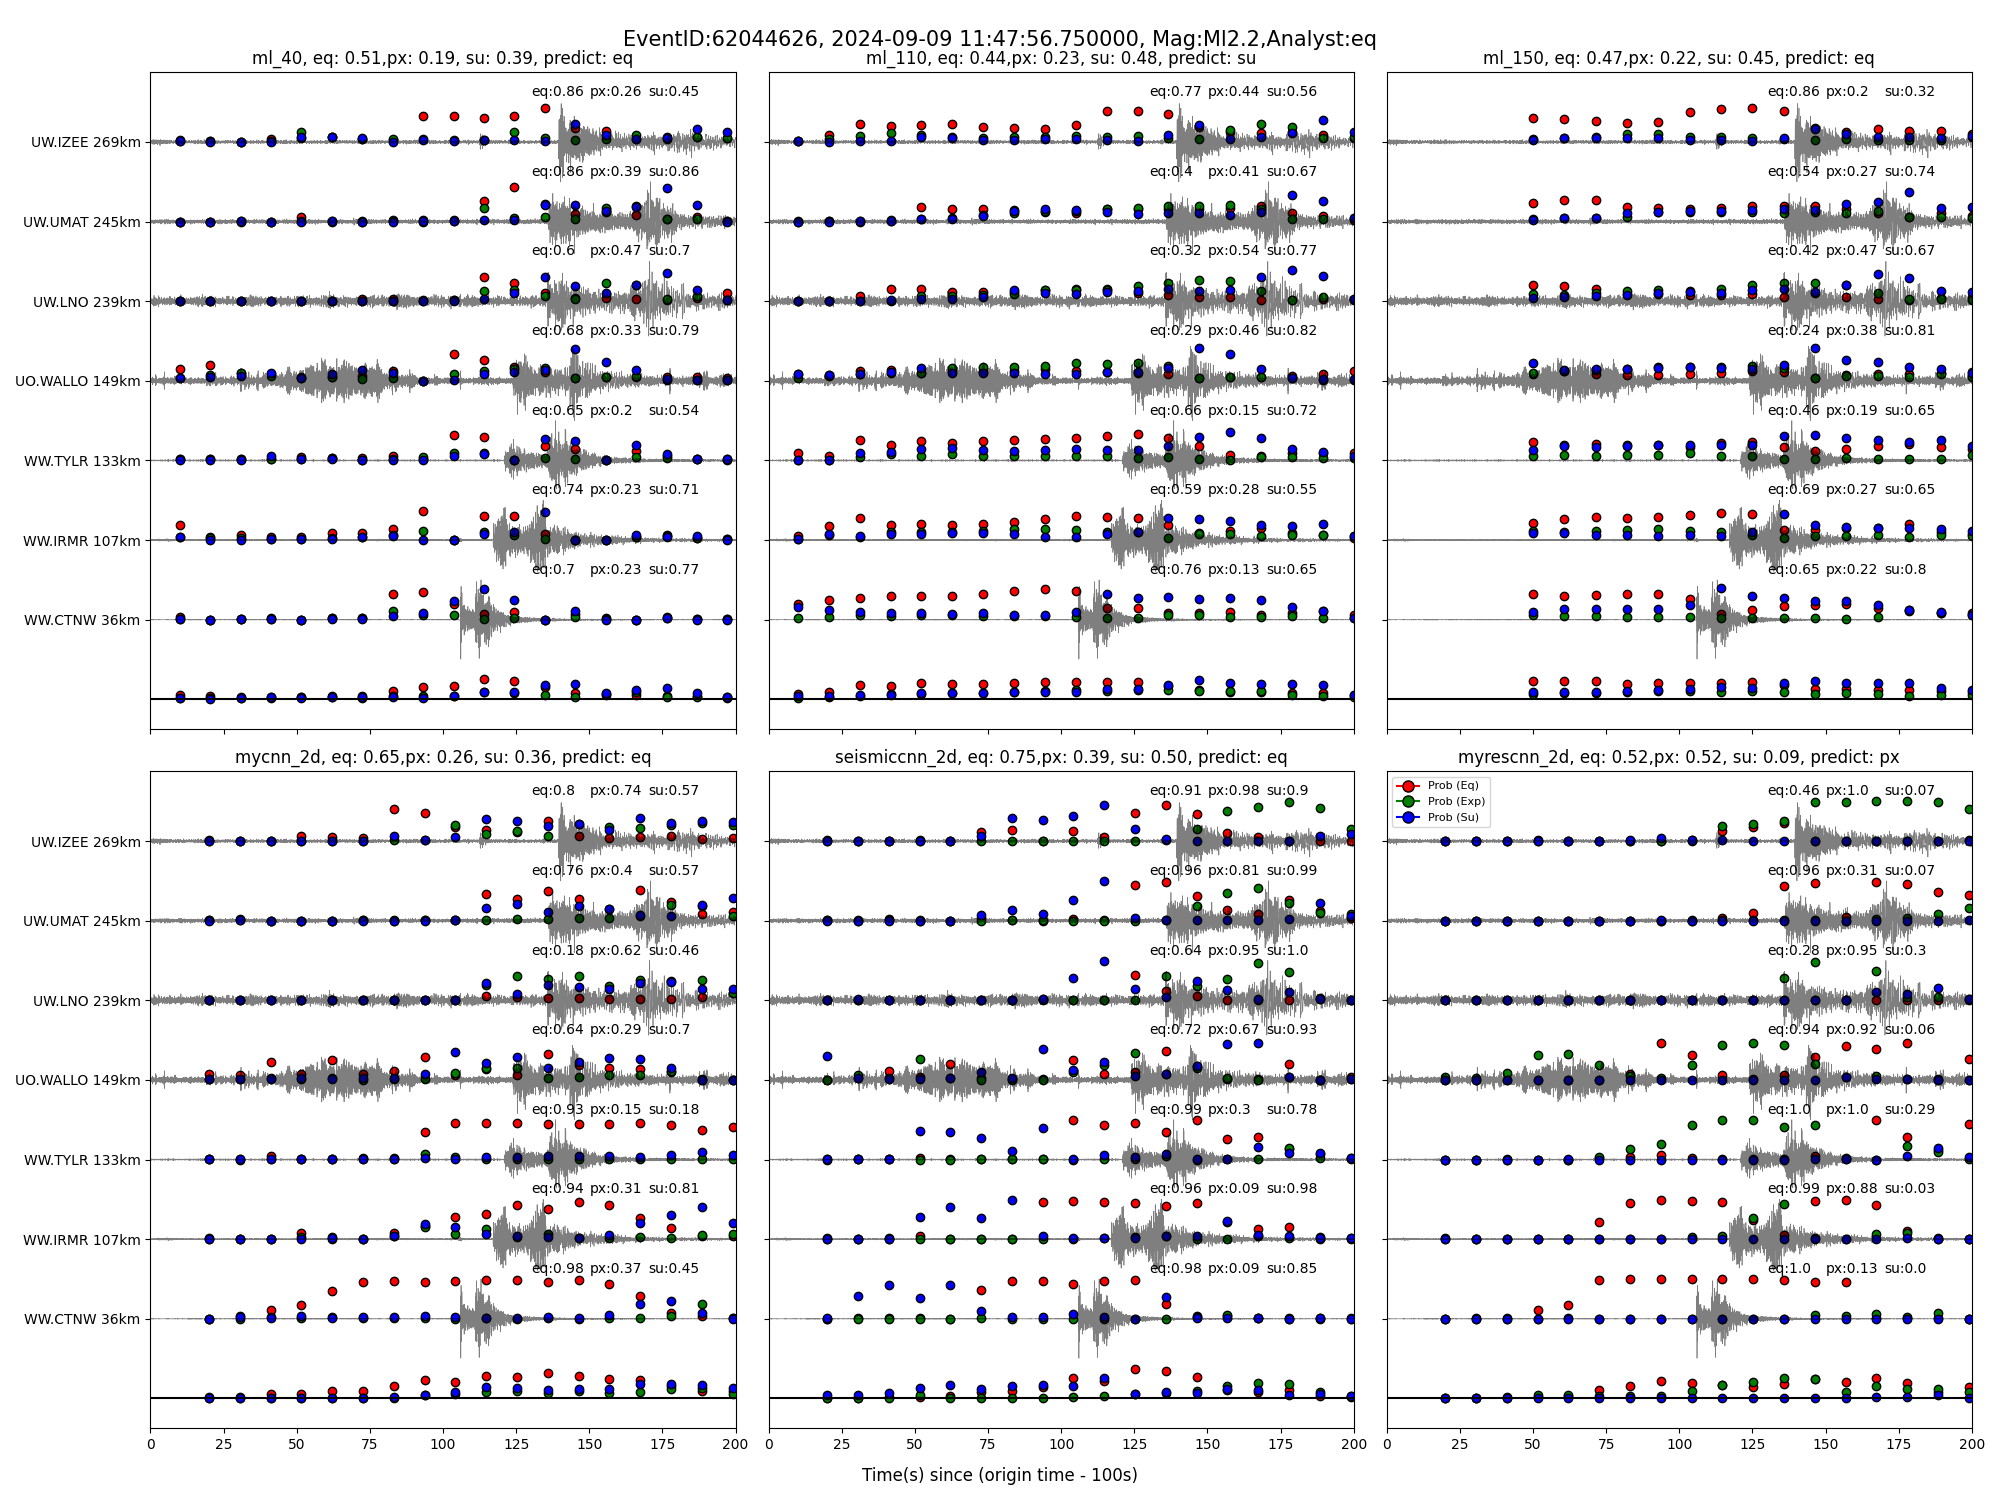 EventID:62044626, 2024-09-09 11:47:56.750000, Mag:Ml2.2,Analyst:eq
ml_40, eq: 0.51,px: 0.19, su: 0.39, predict: eq
eq:0.86 px:0.26 su:0.45
UW.IZEE 269km
eq:0.86 px:0.39 su:0.86
UW.UMAT 245km
eq:0.6 px:0.47 su:0.7
UW.LNO 239km
eq:0.68 px:0.33 su:0.79
UO.WALLO 149km
eq:0.65 px:0.2 su:0.54
WW.TYLR 133km
eq:0.74 px:0.23 su:0.71
WW.IRMR 107km
eq:0.7 px:0.23 su:0.77
WW.CTNW 36km
ml_110, eq: 0.44,px: 0.23, su: 0.48, predict: su
eq:0.77 px:0.44 su:0.56
eq:0.4 px:0.41 su:0.67
eq:0.32 px:0.54 su:0.77
eq:0.29 px:0.46 su:0.82
eq:0.66 px:0.15 su:0.72
eq:0.59 px:0.28 su:0.55
eq:0.76 px:0.13 su:0.65
ml_150, eq: 0.47,px: 0.22, su: 0.45, predict: eq
eq:0.86 px:0.2 su:0.32
eq:0.54 px:0.27 su:0.74
eq:0.42 px:0.47 su:0.67
eq:0.24 px:0.38 su:0.81
eq:0.46 px:0.19 su:0.65
eq:0.69 px:0.27 su:0.65
eq:0.65 px:0.22 su:0.8
mycnn_2d, eq: 0.65,px: 0.26, su: 0.36, predict: eq
eq:0.8 px:0.74 su:0.57
UW.IZEE 269km
eq:0.76 px:0.4 su:0.57
UW.UMAT 245km
eq:0.18 px:0.62 su:0.46
UW.LNO 239km
eq:0.64 px:0.29 su:0.7
UO.WALLO 149km
eq:0.93 px:0.15 su:0.18
WW.TYLR 133km
eq:0.94 px:0.31 su:0.81
WW.IRMR 107km
eq:0.98 px:0.37 su:0.45
WW.CTNW 36km
0 25 50 75 100 125 150 175 200
seismiccnn_2d, eq: 0.75,px: 0.39, su: 0.50, predict: eq
eq:0.91 px:0.98 su:0.9
eq:0.96 px:0.81 su:0.99
eq:0.64 px:0.95 su:1.0
eq:0.72 px:0.67 su:0.93
eq:0.99 px:0.3 su:0.78
eq:0.96 px:0.09 su:0.98
eq:0.98 px:0.09 su:0.85
0 25 50 75 100 125 150 175 200
myrescnn_2d, eq: 0.52,px: 0.52, su: 0.09, predict: px
Prob (Eq)
Prob (Exp)
Prob (Su)
eq:0.46 px:1.0 su:0.07
eq:0.96 px:0.31 su:0.07
eq:0.28 px:0.95 su:0.3
eq:0.94 px:0.92 su:0.06
eq:1.0 px:1.0 su:0.29
eq:0.99 px:0.88 su:0.03
eq:1.0 px:0.13 su:0.0
0 25 50 75 100 125 150 175 200
Time(s) since (origin time - 100s)